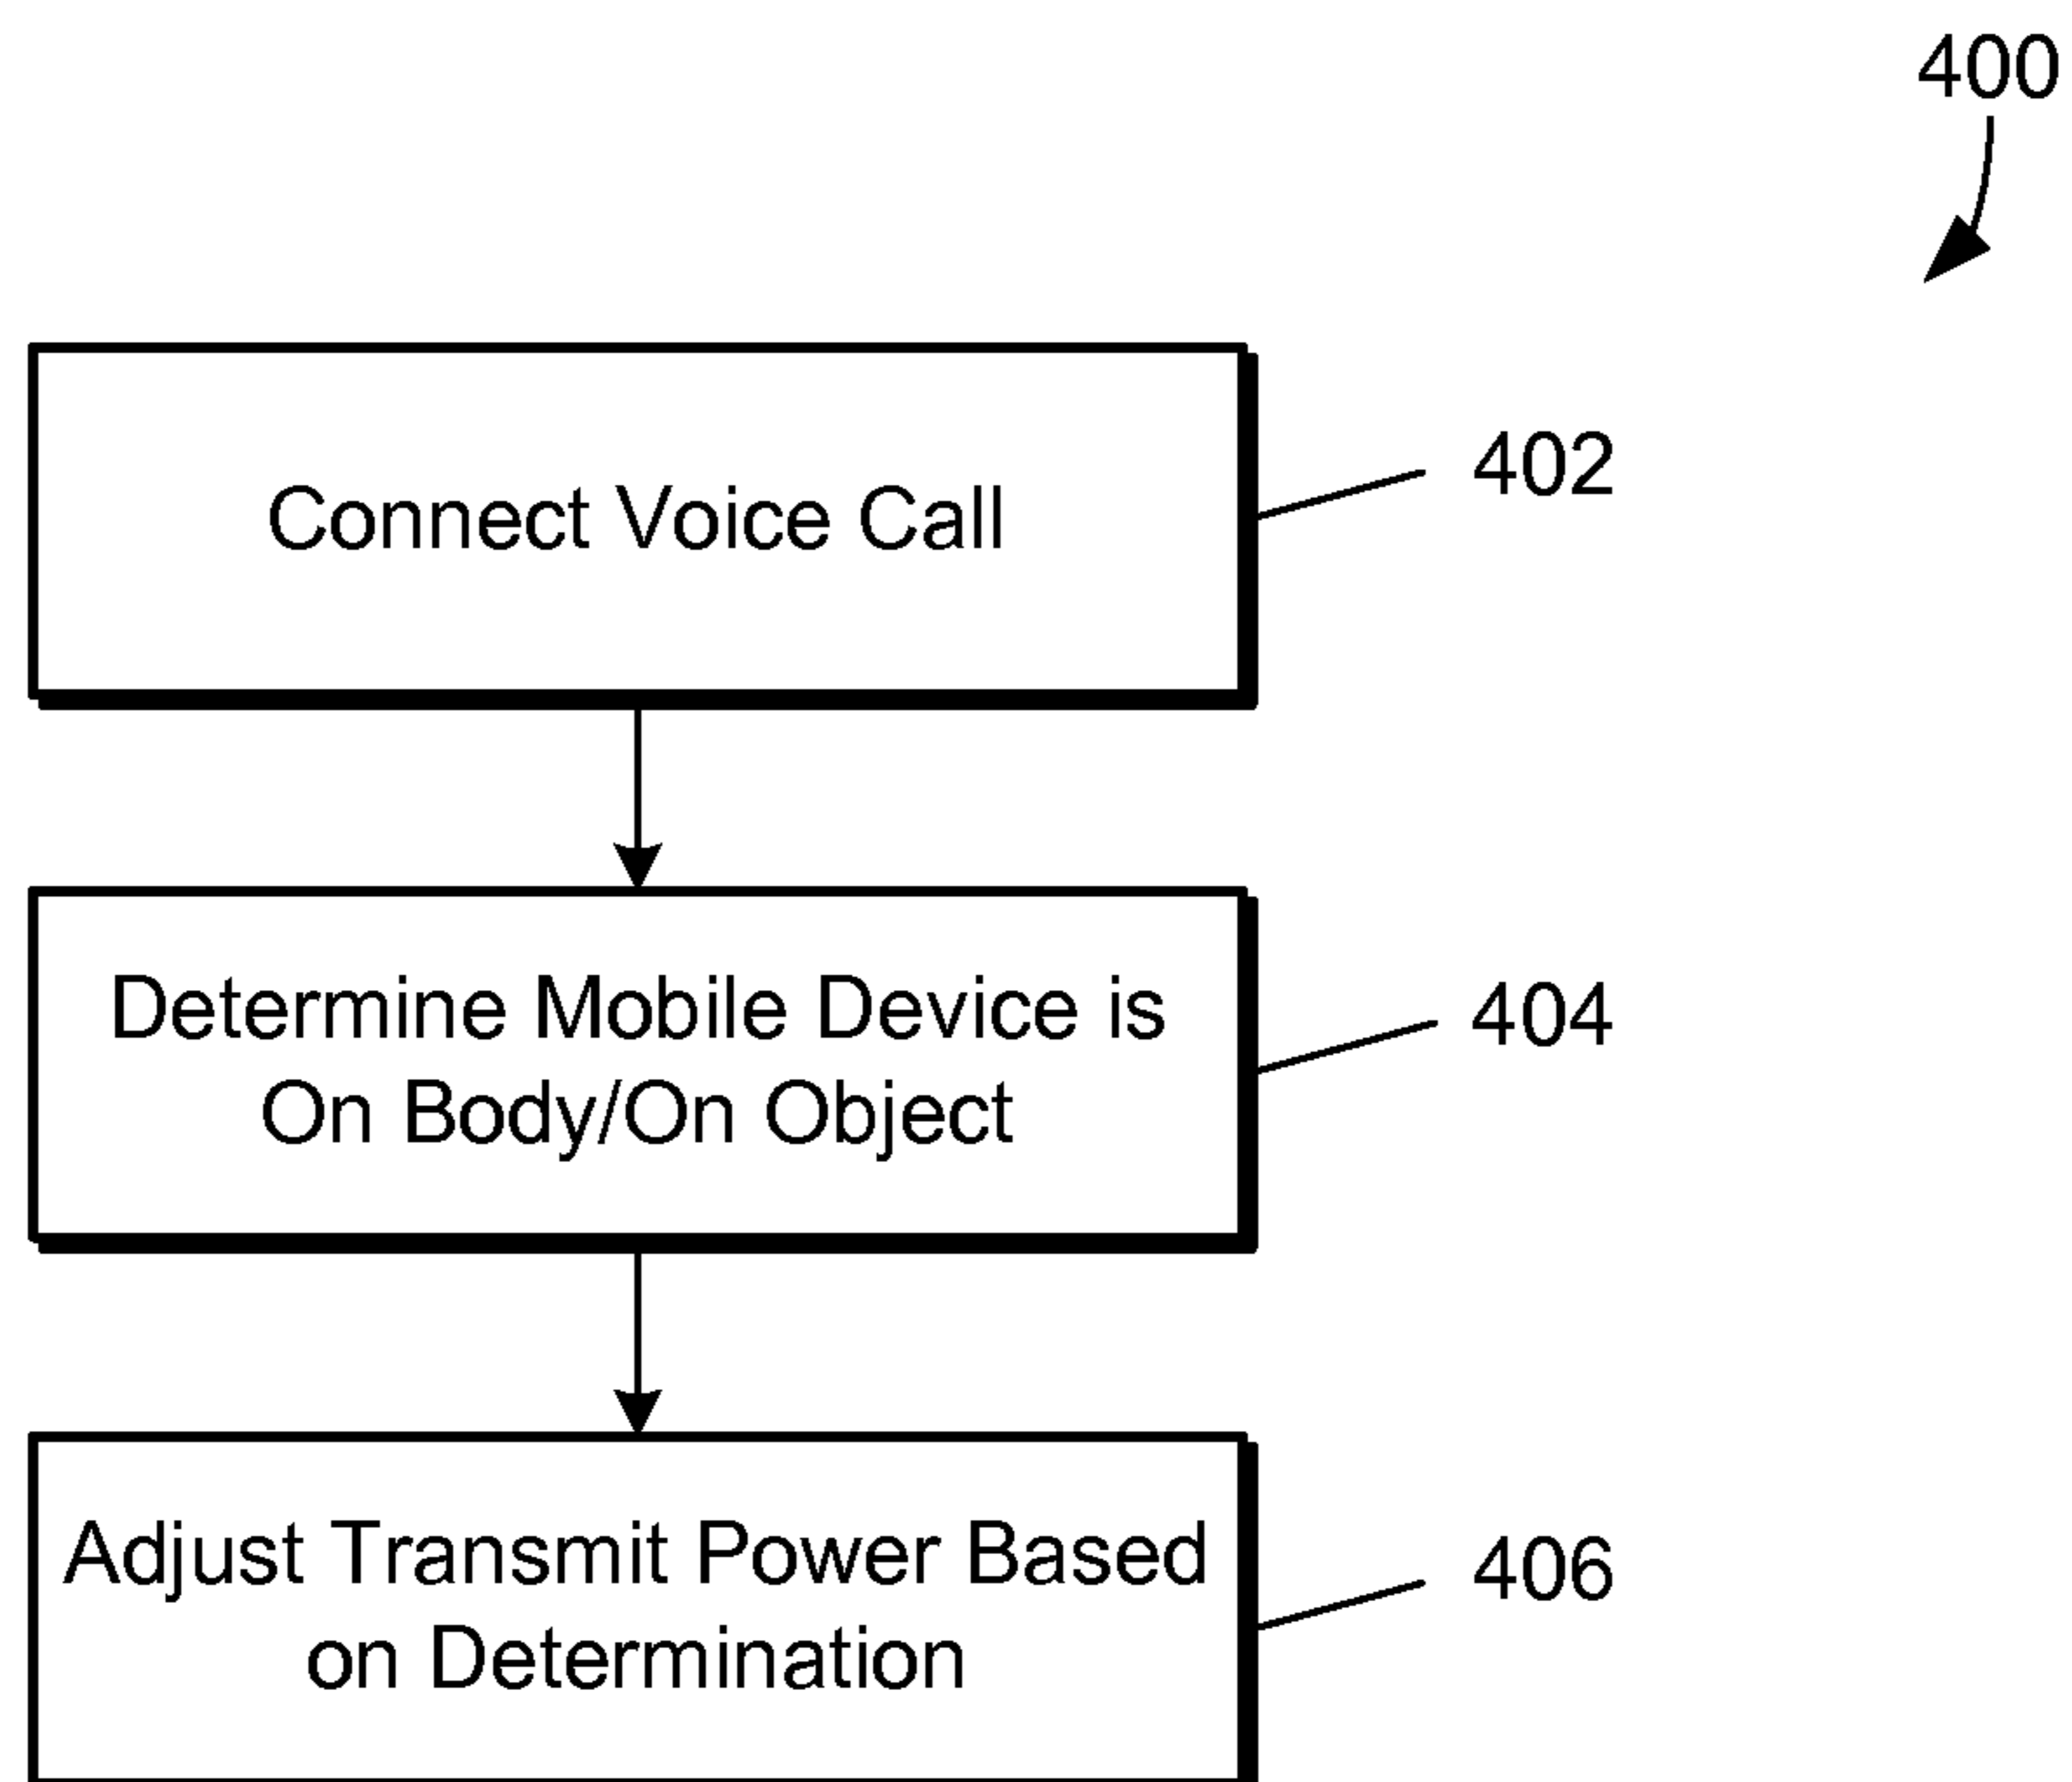 400
Connect Voice Call
402
Determine Mobile Device is
On Body/On Object
404
Adjust Transmit Power Based
on Determination
406